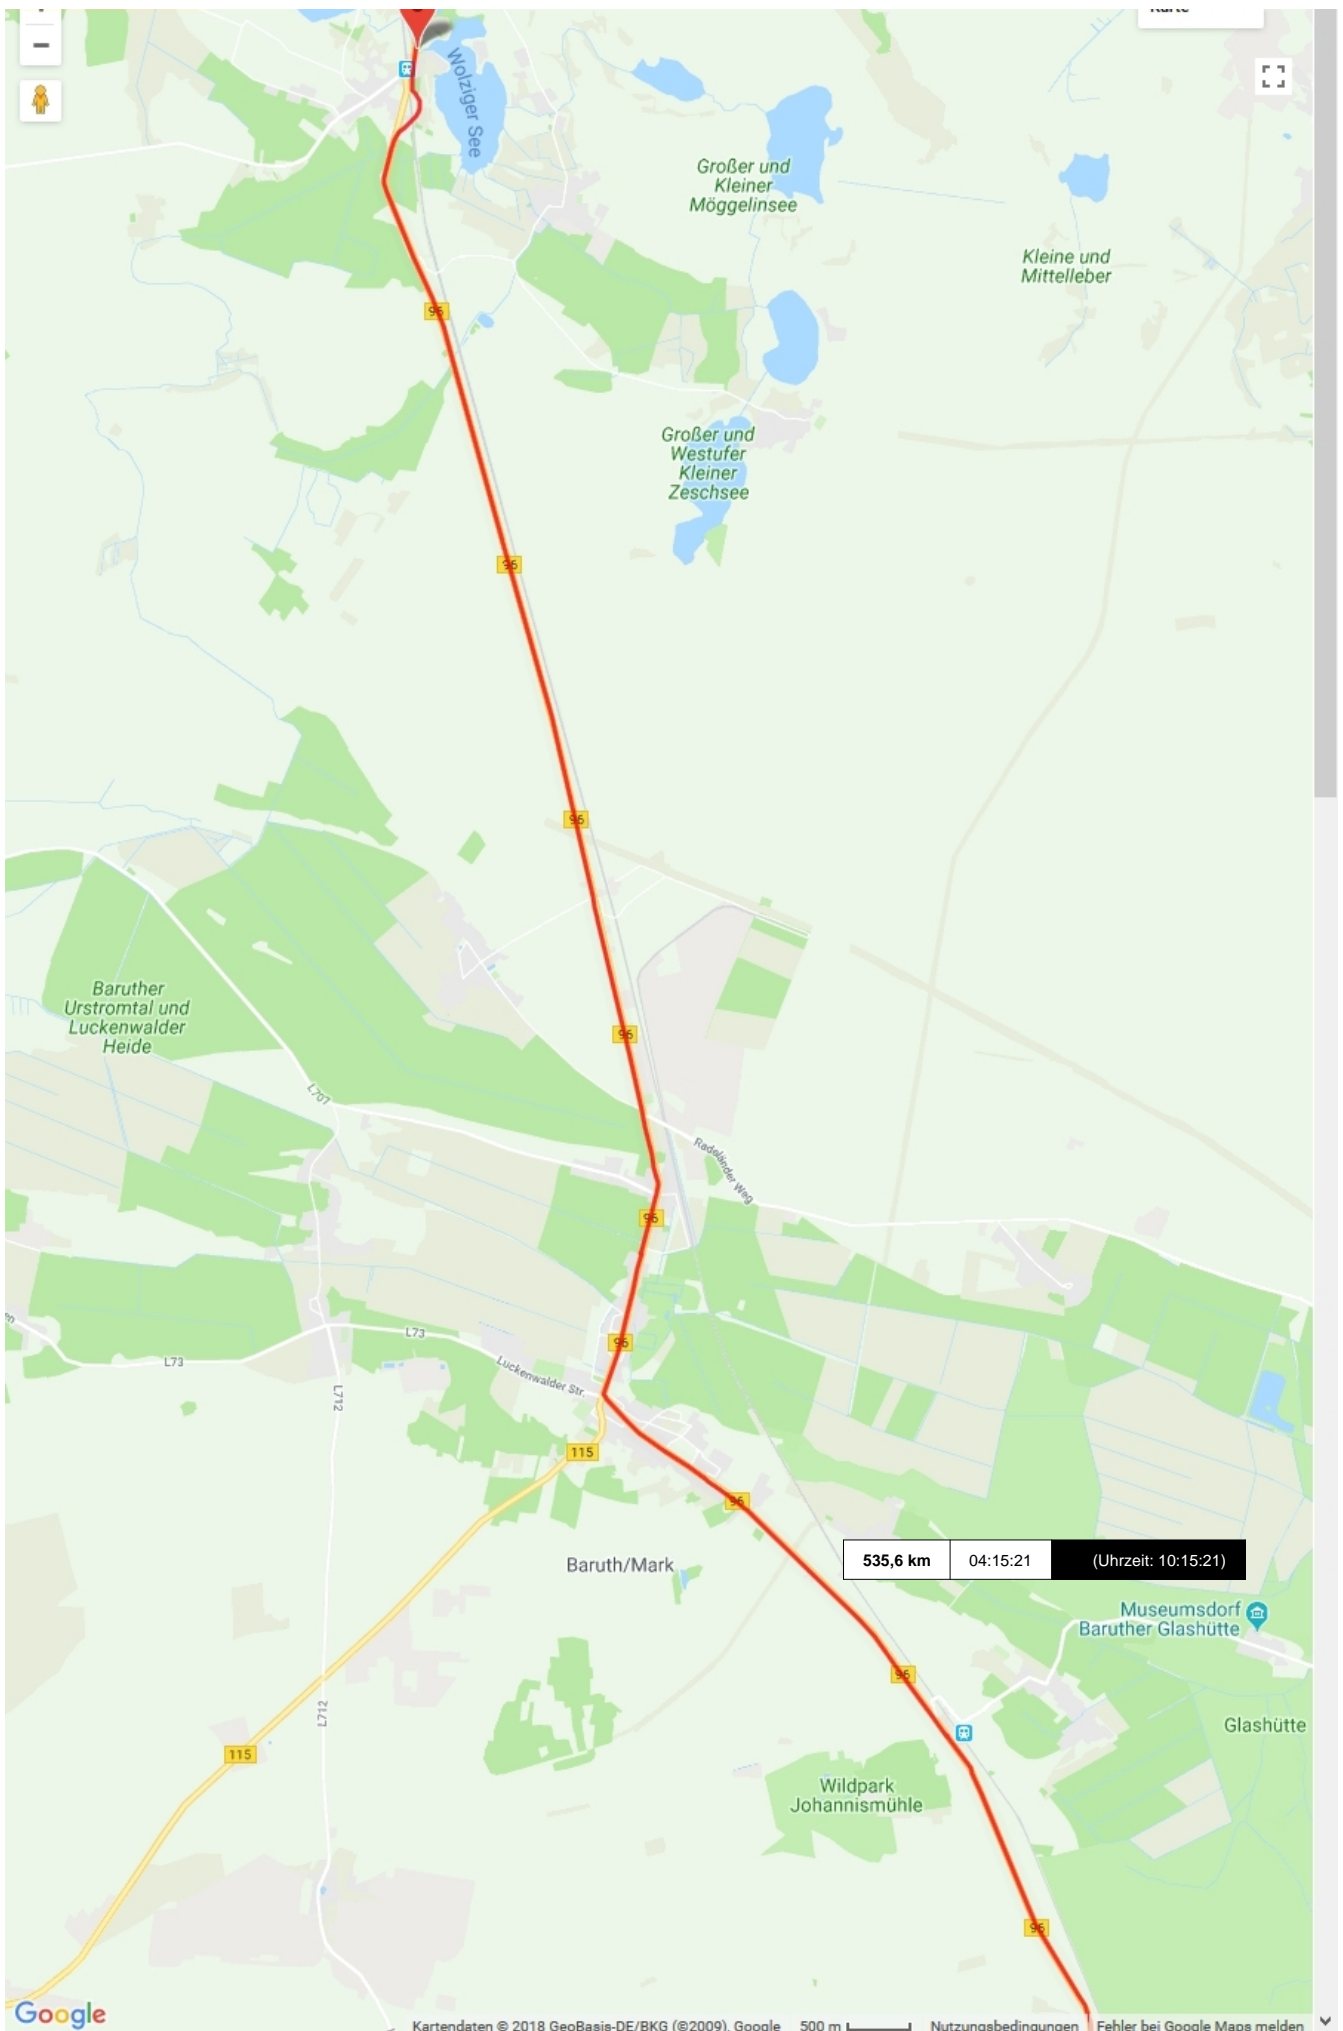 Wolziger See
Großer und
Kleiner
Möggelinsee
Kleine und
Mittelleber
96
Großer und
Westufer
Kleiner
Zeschsee
96
96
Baruther
Urstromtal und
Luckenwalder
Heide
96
L707
Radeländer Weg
96
96
L73
L73
Luckenwalder Str.
L712
115
96
Baruth/Mark
535,6 km 04:15:21 (Uhrzeit: 10:15:21)
Museumsdorf
Baruther Glashütte
96
L712
Glashütte
115
Wildpark
Johannismühle
96
Google
Kartendaten © 2018 GeoBasis-DE/BKG (©2009), Google 500 m Nutzungsbedingungen Fehler bei Google Maps melden